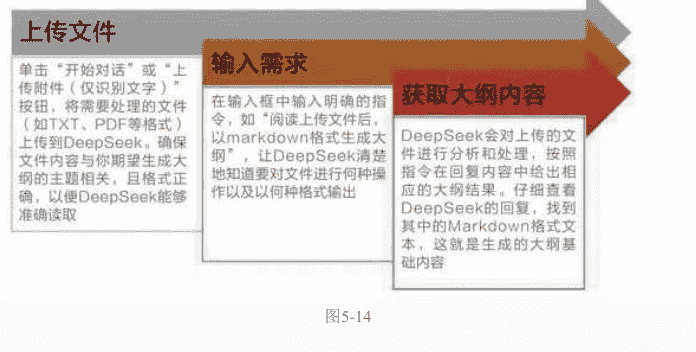 上传文件
单击“开始对话”或“上
传附件（仅识别文字）”
按钮，将需要处理的文件
（如TXT、PDF等格式）
上传到DeepSeek。确保
文件内容与你期望生成大
纲的主题相关，且格式正
确，以便DeepSeek能够
准确读取
输入需求
在输入框中输入明确的指
令，如“阅读上传文件后，
以markdown格式生成大
纲”，让DeepSeek清楚
地知道要对文件进行何种操
作以及以何种格式输出
获取大纲内容
DeepSeek会对上传的文
件进行分析和处理，按照
指令在回复内容中给出相
应的大纲结果。仔细查看
DeepSeek的回复，找到
其中的Markdown格式文
本，这就是生成的大纲基
础内容
图5-14